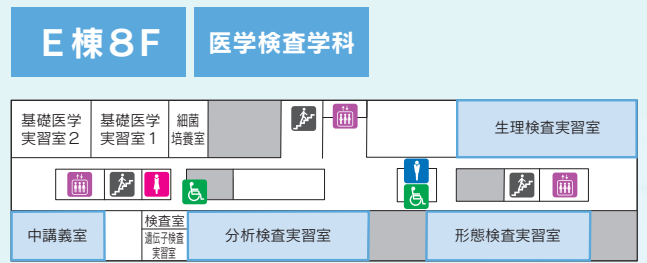 E棟8F
医学検査学科
基礎医学
実習室2
基礎医学
実習室1
細菌
培養室
生理検査実習室
中講義室
検査室
遺伝子検査
実習室
分析検査実習室
形態検査実習室